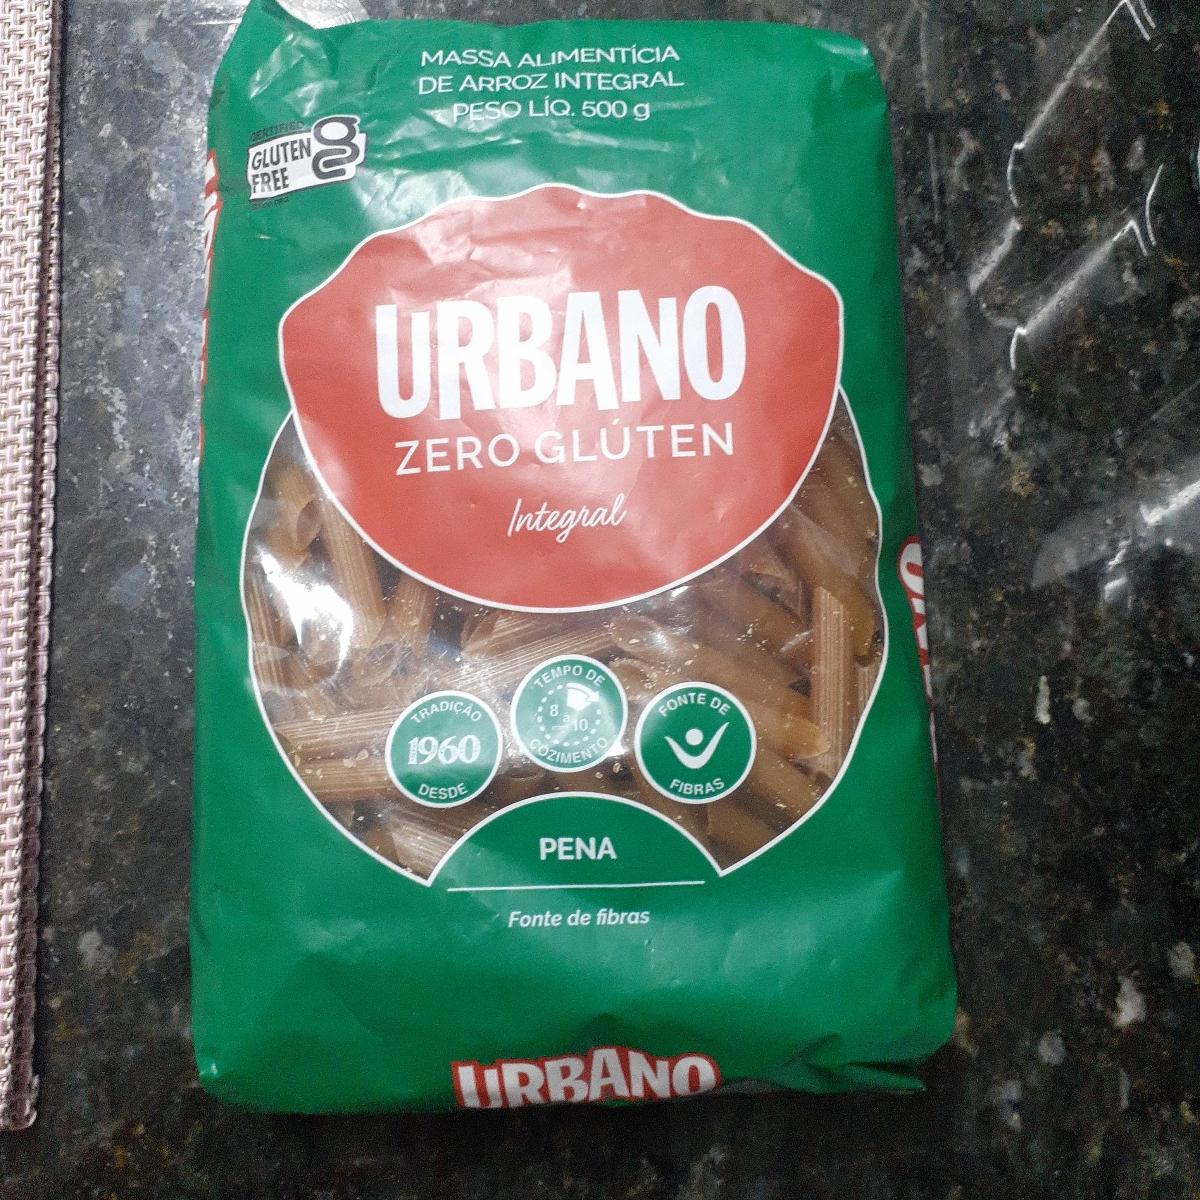 MASSA ALIMENTÍCIA
DE ARROZ INTEGRAL
PESO LÍQ. 500 g
CERTIFIED
GLUTEN
FREE
URBANO
ZERO GLÚTEN
Integral
TRADIÇÃO
1960
DESDE
TEMPO DE
8 a 10
COZIMENTO
FONTE DE
FIBRAS
PENA
Fonte de fibras
URBANO